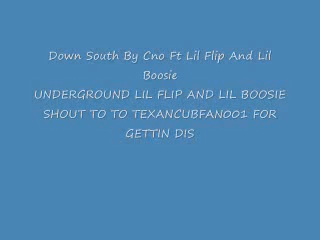 Down South By Cno Ft Lil Flip And Lil
Boosie
UNDERGROUND LIL FLIP AND LIL BOOSIE
SHOUT TO TO TEXANCUBFAN001 FOR
GETTIN DIS